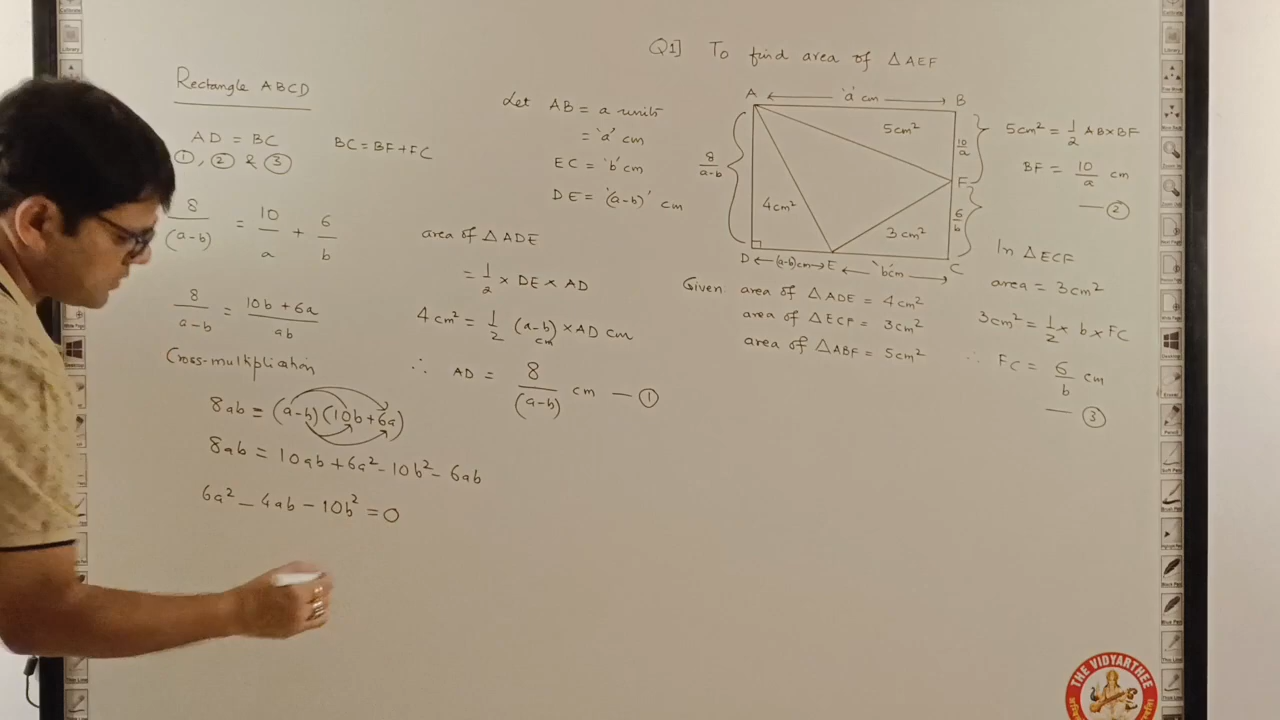 Q1] To find area of △AEF
Rectangle ABCD
AD = BC
BC = BF + FC
①, ② & ③
8/(a-b) = 10/a + 6/b
8/a-b = 10b + 6a/ab
Cross-multiplication
8ab = (a-b)(10b+6a)
8ab = 10ab + 6a² - 10b² - 6ab
6a² - 4ab - 10b² = 0
Let AB = a units
= 'a' cm
EC = 'b' cm
DE = '(a-b)' cm
area of △ADE
= 1/2 × DE × AD
4cm² = 1/2 (a-b) × AD cm
cm
∴ AD = 8/(a-b) cm — ①
A
'a' cm
B
5cm²
10/a
8/a-b
F
4cm²
3cm²
6/b
D
(a-b)cm
E
'b'cm
C
Given area of △ADE = 4cm²
area of △ECF = 3cm²
area of △ABF = 5cm²
5cm² = 1/2 AB×BF
BF = 10/a cm
— ②
In △ECF
area = 3cm²
3cm² = 1/2 × b × FC
∴ FC = 6/b cm
— ③
THE VIDYARTHEE